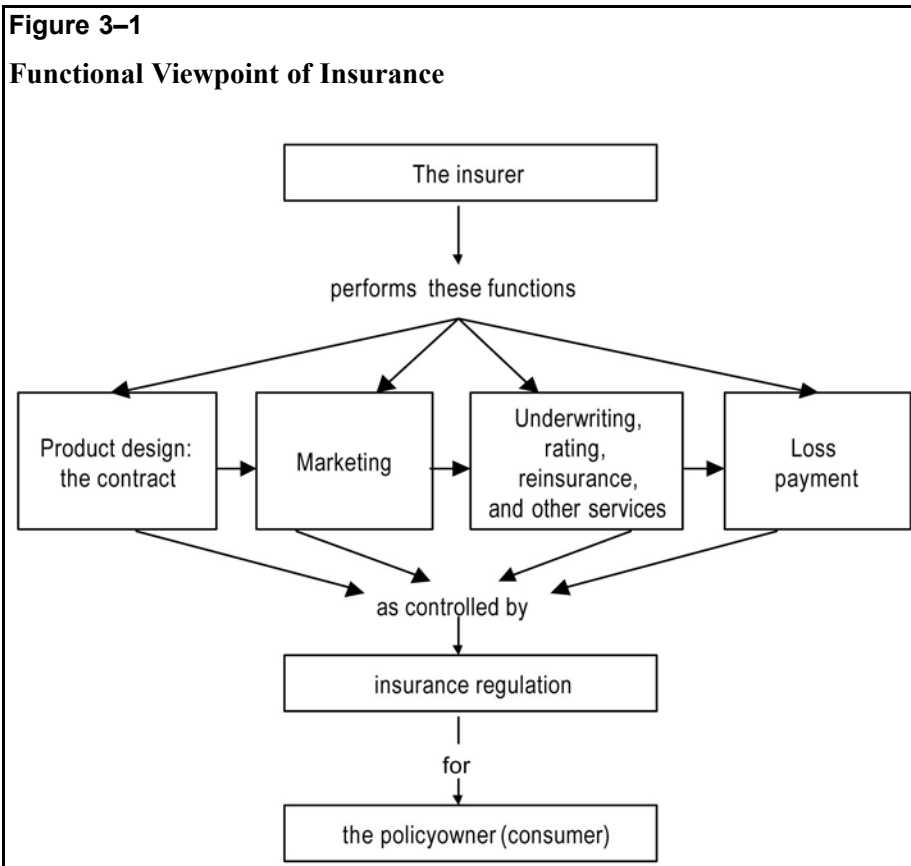 Figure 3–1
Functional Viewpoint of Insurance
The insurer
performs these functions
Product design:
the contract
Marketing
Underwriting,
rating,
reinsurance,
and other services
Loss
payment
as controlled by
insurance regulation
for
the policyowner (consumer)